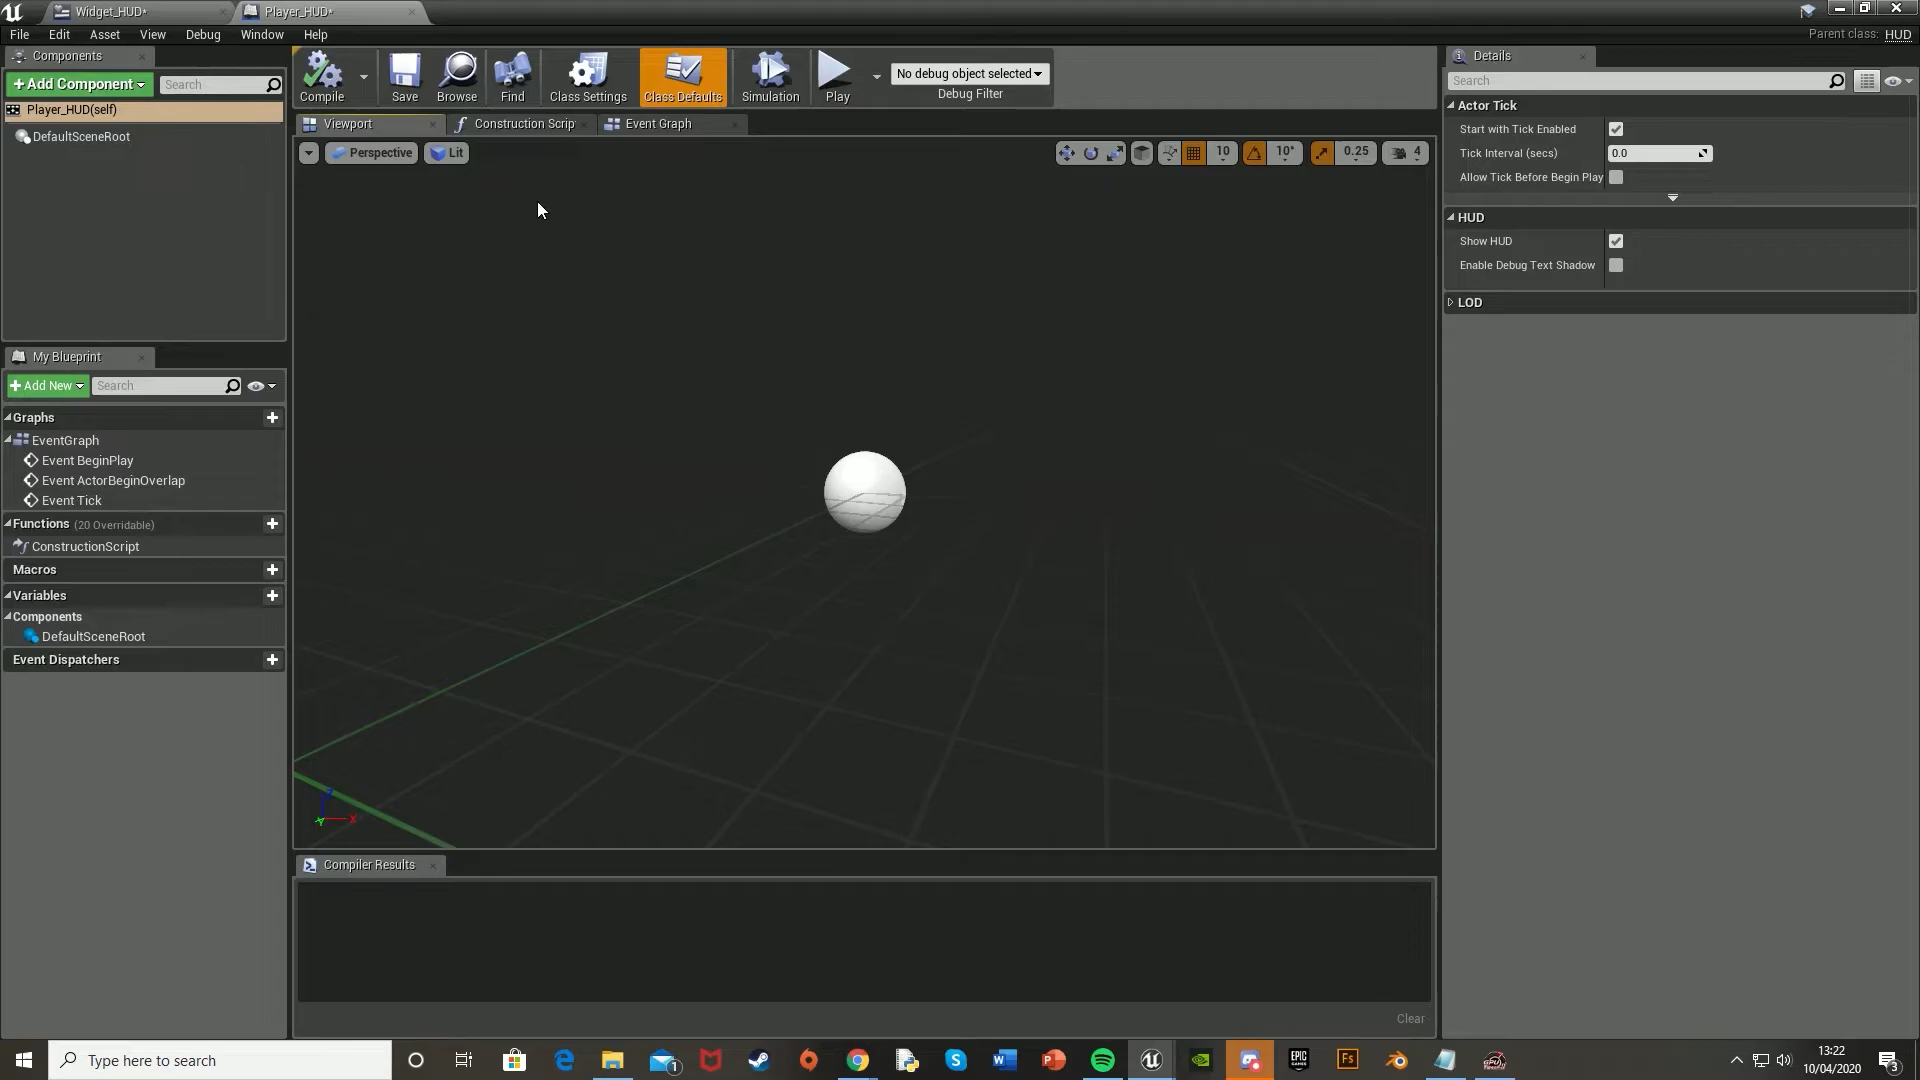 Widget_HUD*
Player_HUD*
File Edit Asset View Debug Window Help
Parent class: HUD
Components
+Add Component
Search
Player_HUD(self)
DefaultSceneRoot
My Blueprint
+Add New
Search
Graphs
EventGraph
Event BeginPlay
Event ActorBeginOverlap
Event Tick
Functions (20 Overridable)
ConstructionScript
Macros
Variables
Components
DefaultSceneRoot
Event Dispatchers
Compile
Save
Browse
Find
Class Settings
Class Defaults
Simulation
Play
No debug object selected
Debug Filter
Viewport
Construction Scrip
Event Graph
Perspective
Lit
10
10°
0.25
4
X
Compiler Results
Clear
Details
Search
Actor Tick
Start with Tick Enabled
Tick Interval (secs) 0.0
Allow Tick Before Begin Play
HUD
Show HUD
Enable Debug Text Shadow
LOD
Type here to search
1
W
P
EPIC
GAMES
Fs
13:22
10/04/2020
3